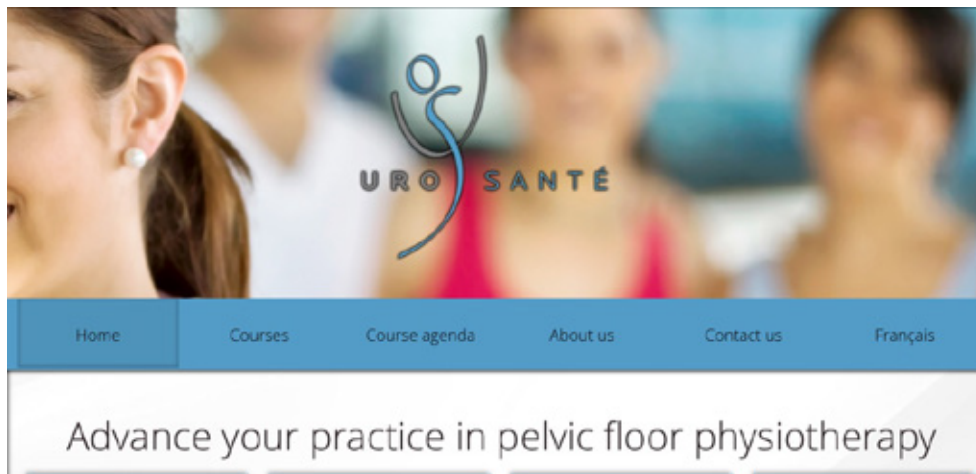 URO SANTÉ
Home Courses Course agenda About us Contact us Français
Advance your practice in pelvic floor physiotherapy